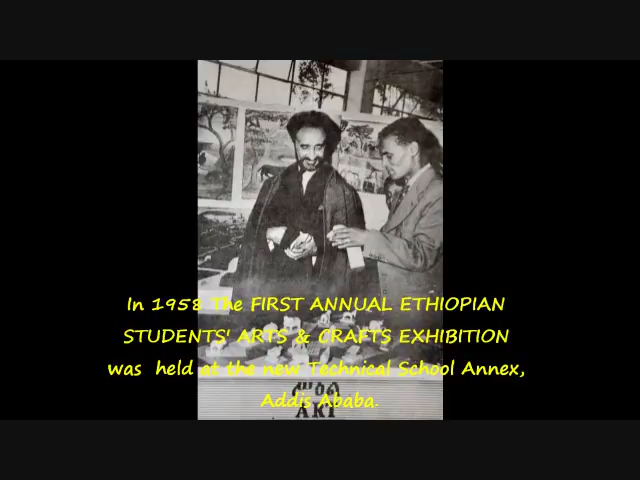 In 1958 The FIRST ANNUAL ETHIOPIAN
STUDENTS' ARTS & CRAFTS EXHIBITION
was held at the new Technical School Annex,
Addis Ababa.
ART